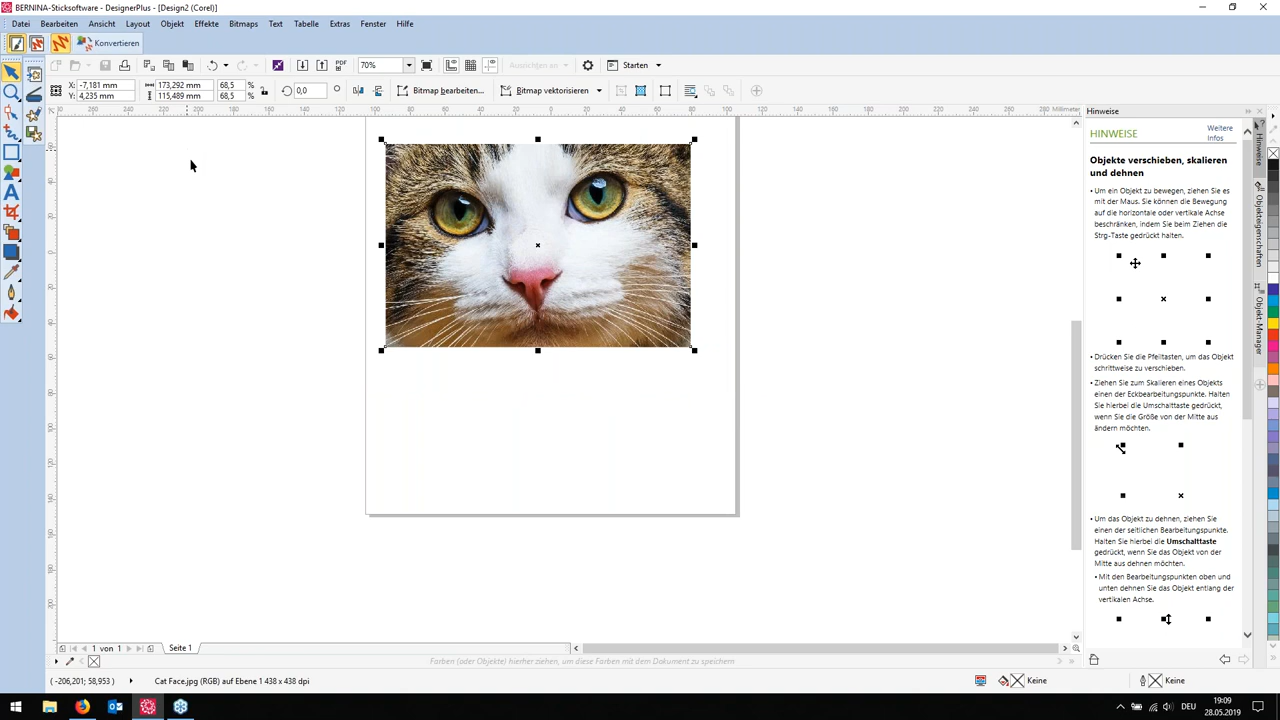 BERNINA-Sticksoftware - DesignerPlus - [Design2 (Corel)]
Datei Bearbeiten Ansicht Layout Objekt Effekte Bitmaps Text Tabelle Extras Fenster Hilfe
Konvertieren
PDF 70% Ausrichten an Starten
X: -7,181 mm 173,292 mm 68,5 %
Y: 4,235 mm 115,489 mm 68,5 %
0,0 Bitmap bearbeiten... Bitmap vektorisieren
Millimeter
Hinweise
HINWEISE
Weitere
Infos
Objekte verschieben, skalieren
und dehnen
• Um ein Objekt zu bewegen, ziehen Sie es
mit der Maus. Sie können die Bewegung
auf die horizontale oder vertikale Achse
beschränken, indem Sie beim Ziehen die
Strg-Taste gedrückt halten.
• Drücken Sie die Pfeiltasten, um das Objekt
schrittweise zu verschieben.
• Ziehen Sie zum Skalieren eines Objekts
einen der Eckbearbeitungspunkte. Halten
Sie hierbei die Umschalttaste gedrückt,
wenn Sie die Größe von der Mitte aus
ändern möchten.
• Um das Objekt zu dehnen, ziehen Sie
einen der seitlichen Bearbeitungspunkte.
Halten Sie hierbei die Umschalttaste
gedrückt, wenn Sie das Objekt von der
Mitte aus dehnen möchten.
• Mit den Bearbeitungspunkten oben und
unten dehnen Sie das Objekt entlang der
vertikalen Achse.
Hinweise
Objekteigenschaften
Objekt-Manager
1 von 1 Seite 1
Farben (oder Objekte) hierher ziehen, um diese Farben mit dem Dokument zu speichern
( -206,201; 58,953 ) Cat Face.jpg (RGB) auf Ebene 1 438 x 438 dpi Keine Keine
DEU
19:09
28.05.2019